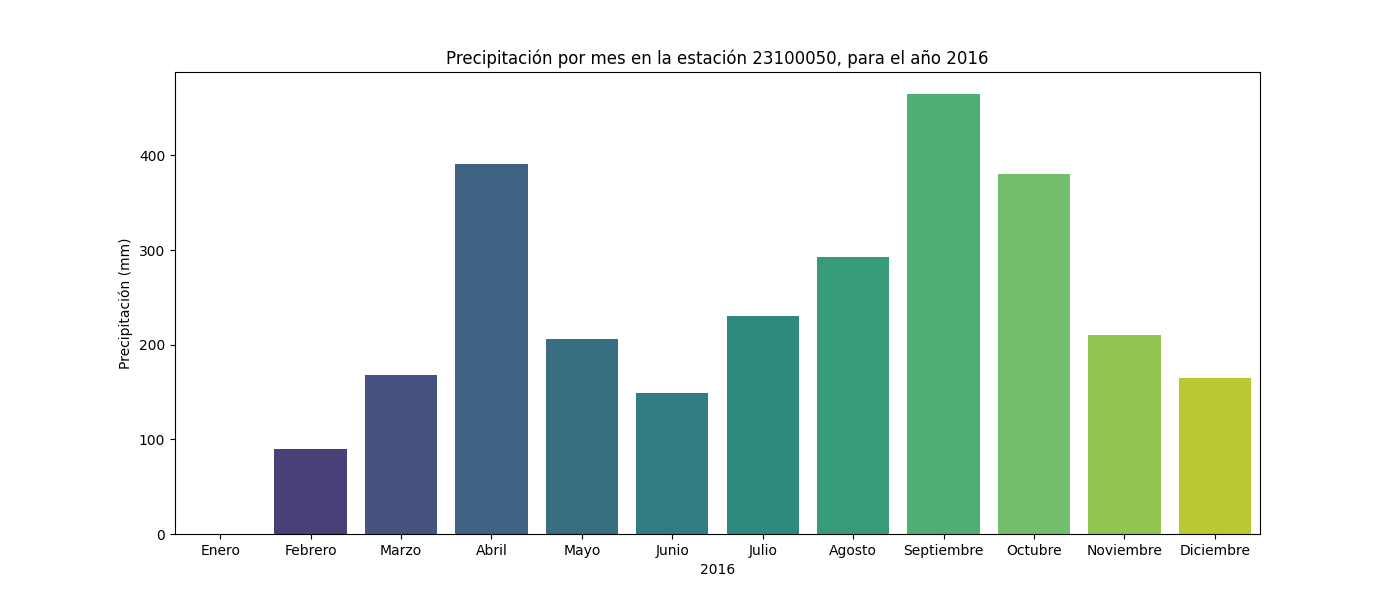 Precipitación por mes en la estación 23100050, para el año 2016
Precipitación (mm)
400
300
200
100
0
Enero Febrero Marzo Abril Mayo Junio Julio Agosto Septiembre Octubre Noviembre Diciembre
2016